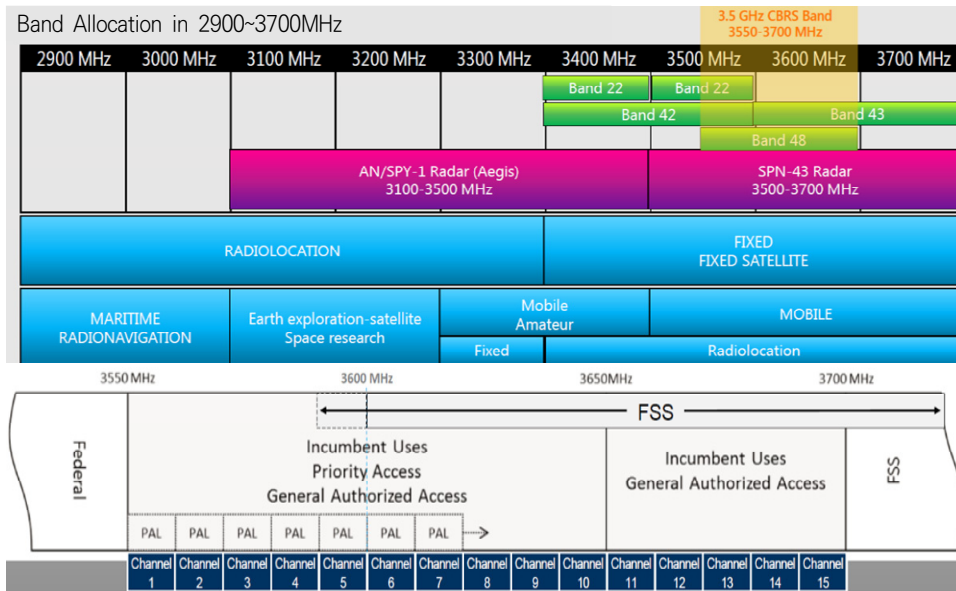 Band Allocation in 2900~3700MHz
3.5 GHz CBRS Band
3550-3700 MHz
2900 MHz 3000 MHz 3100 MHz 3200 MHz 3300 MHz 3400 MHz 3500 MHz 3600 MHz 3700 MHz
Band 22 Band 22
Band 42 Band 43
Band 48
AN/SPY-1 Radar (Aegis)
3100-3500 MHz
SPN-43 Radar
3500-3700 MHz
RADIOLOCATION
FIXED
FIXED SATELLITE
MARITIME
RADIONAVIGATION
Earth exploration-satellite
Space research
Mobile
Amateur
MOBILE
Fixed
Radiolocation
3550MHz 3600 MHz 3650MHz 3700MHz
FSS
Federal
Incumbent Uses
Priority Access
General Authorized Access
Incumbent Uses
General Authorized Access
FSS
PAL PAL PAL PAL PAL PAL PAL
Channel 1
Channel 2
Channel 3
Channel 4
Channel 5
Channel 6
Channel 7
Channel 8
Channel 9
Channel 10
Channel 11
Channel 12
Channel 13
Channel 14
Channel 15